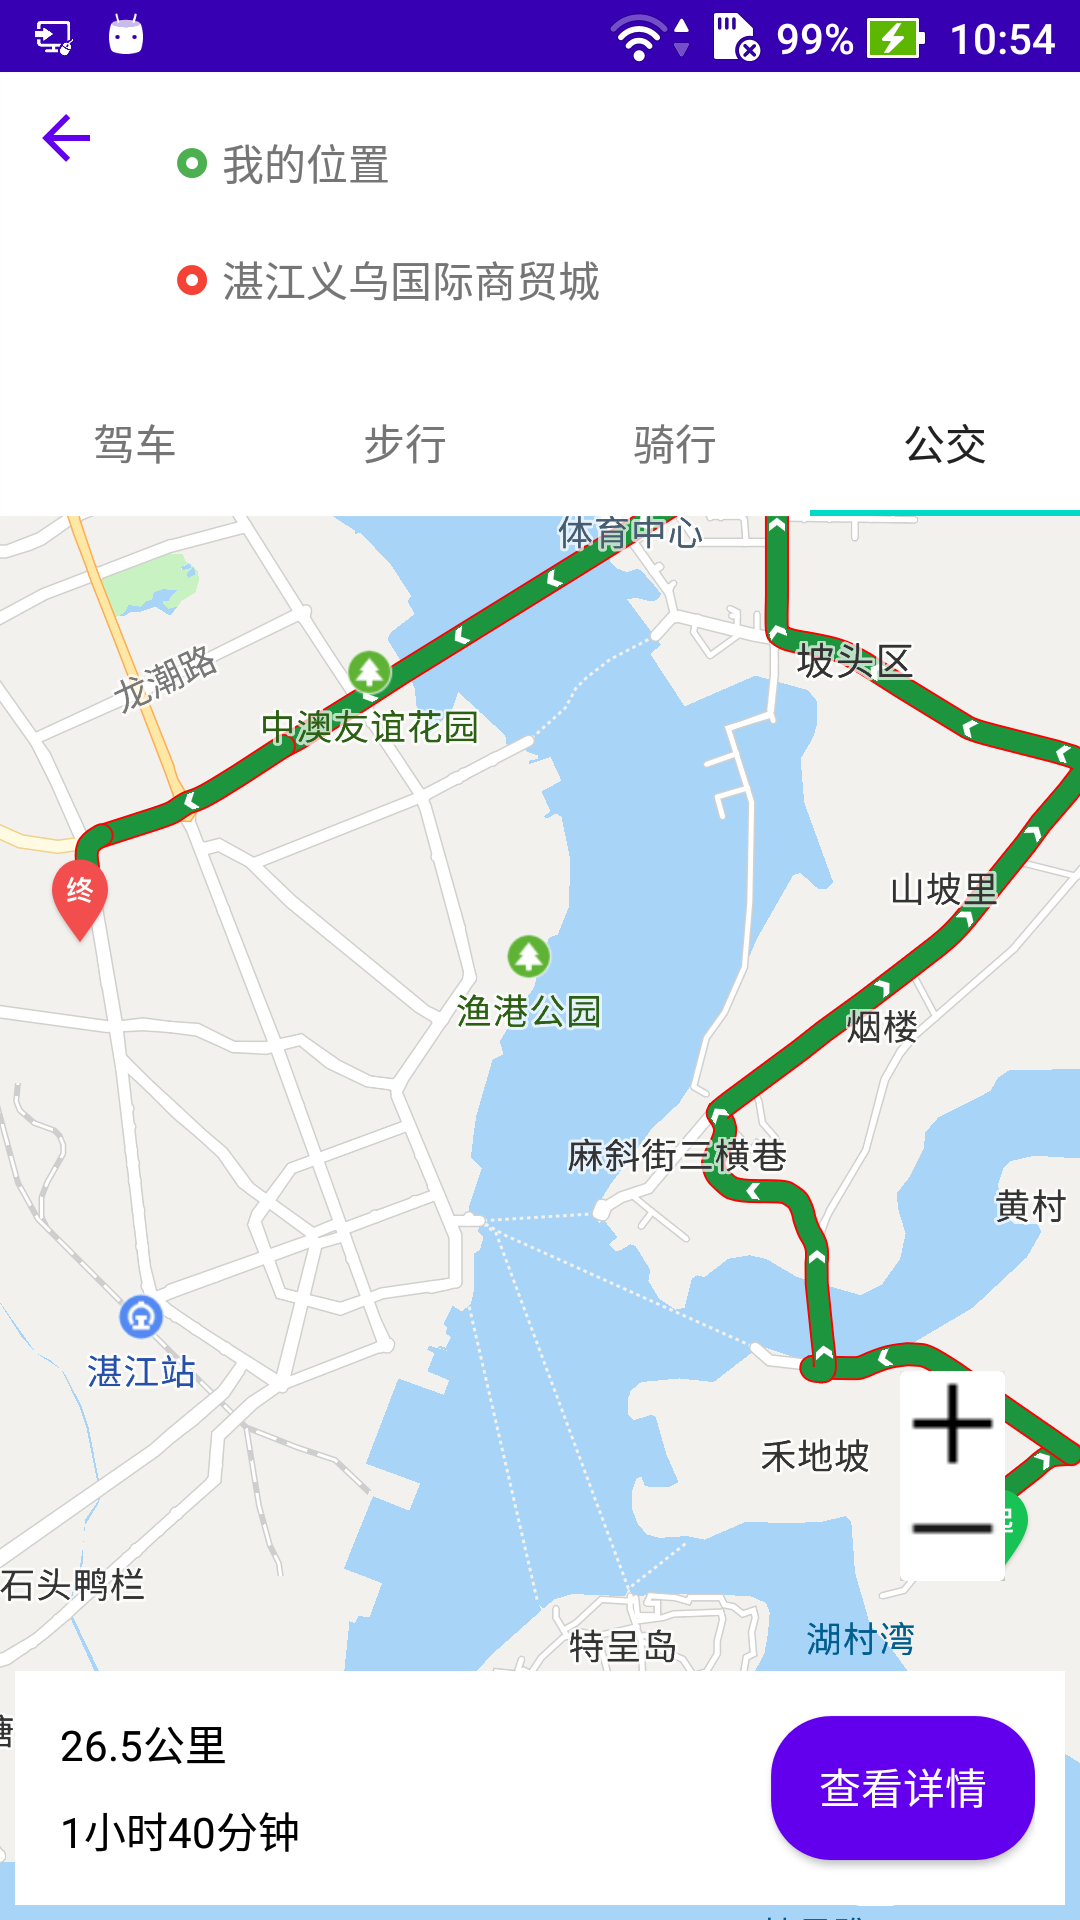 99% 10:54
我的位置
湛江义乌国际商贸城
驾车 步行 骑行 公交
体育中心
坡头区
龙潮路
中澳友谊花园
终
山坡里
渔港公园
烟楼
麻斜街三横巷
黄村
湛江站
禾地坡
起
石头鸭栏
湖村湾
特呈岛
26.5公里
查看详情
1小时40分钟